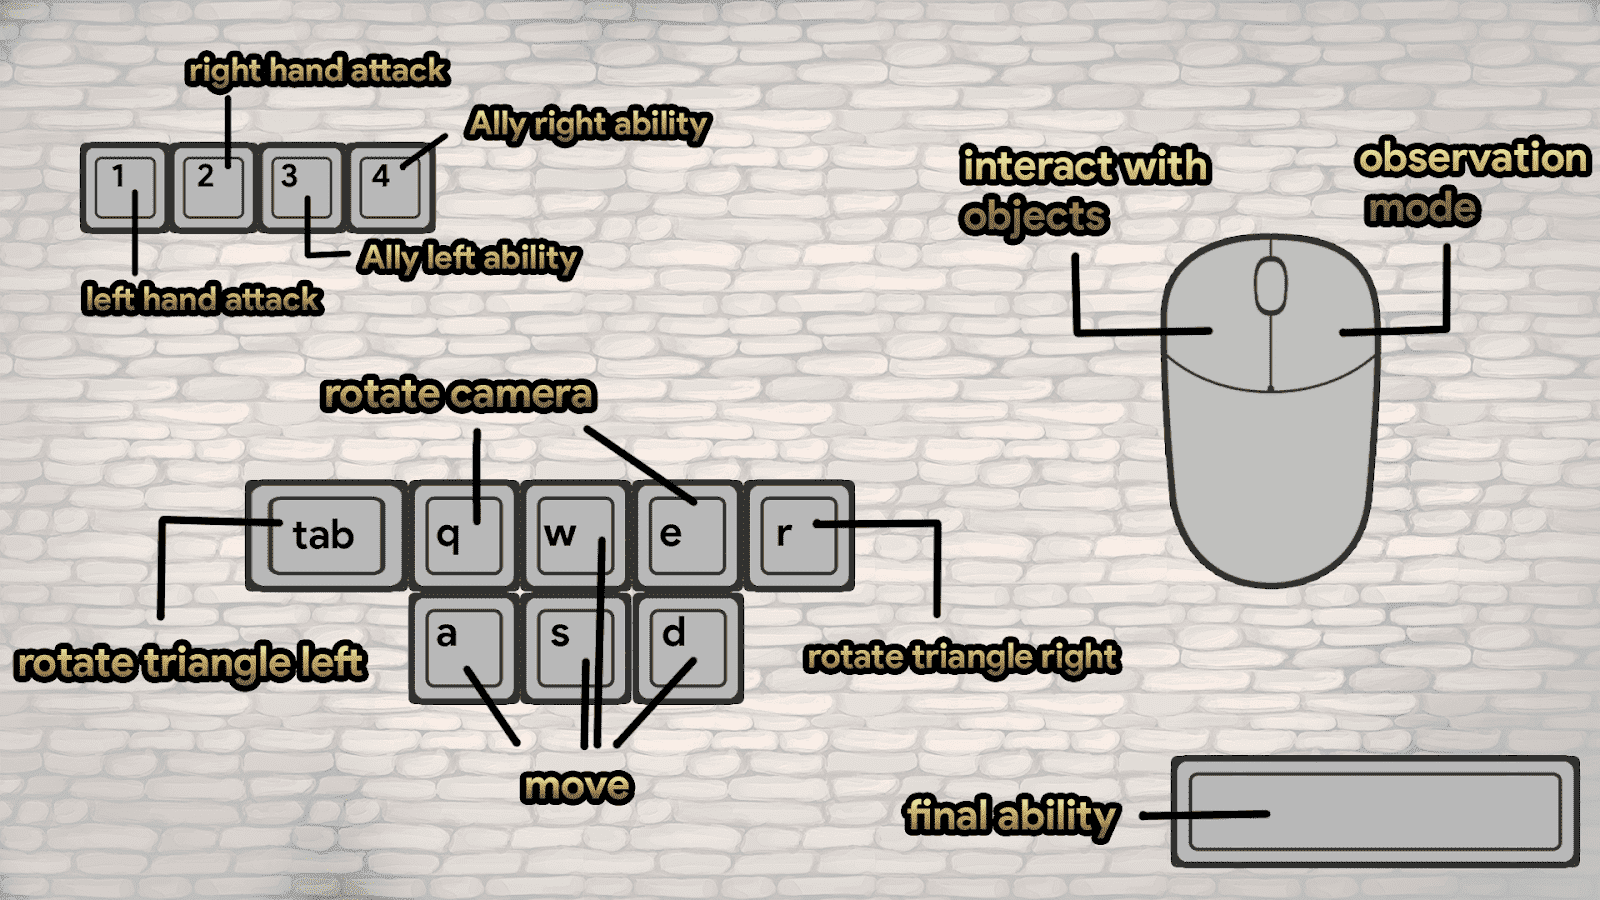 right hand attack
Ally right ability
1
2
3
4
Ally left ability
left hand attack
interact with
objects
observation
mode
rotate camera
tab
q
w
e
r
a
s
d
rotate triangle left
rotate triangle right
move
final ability